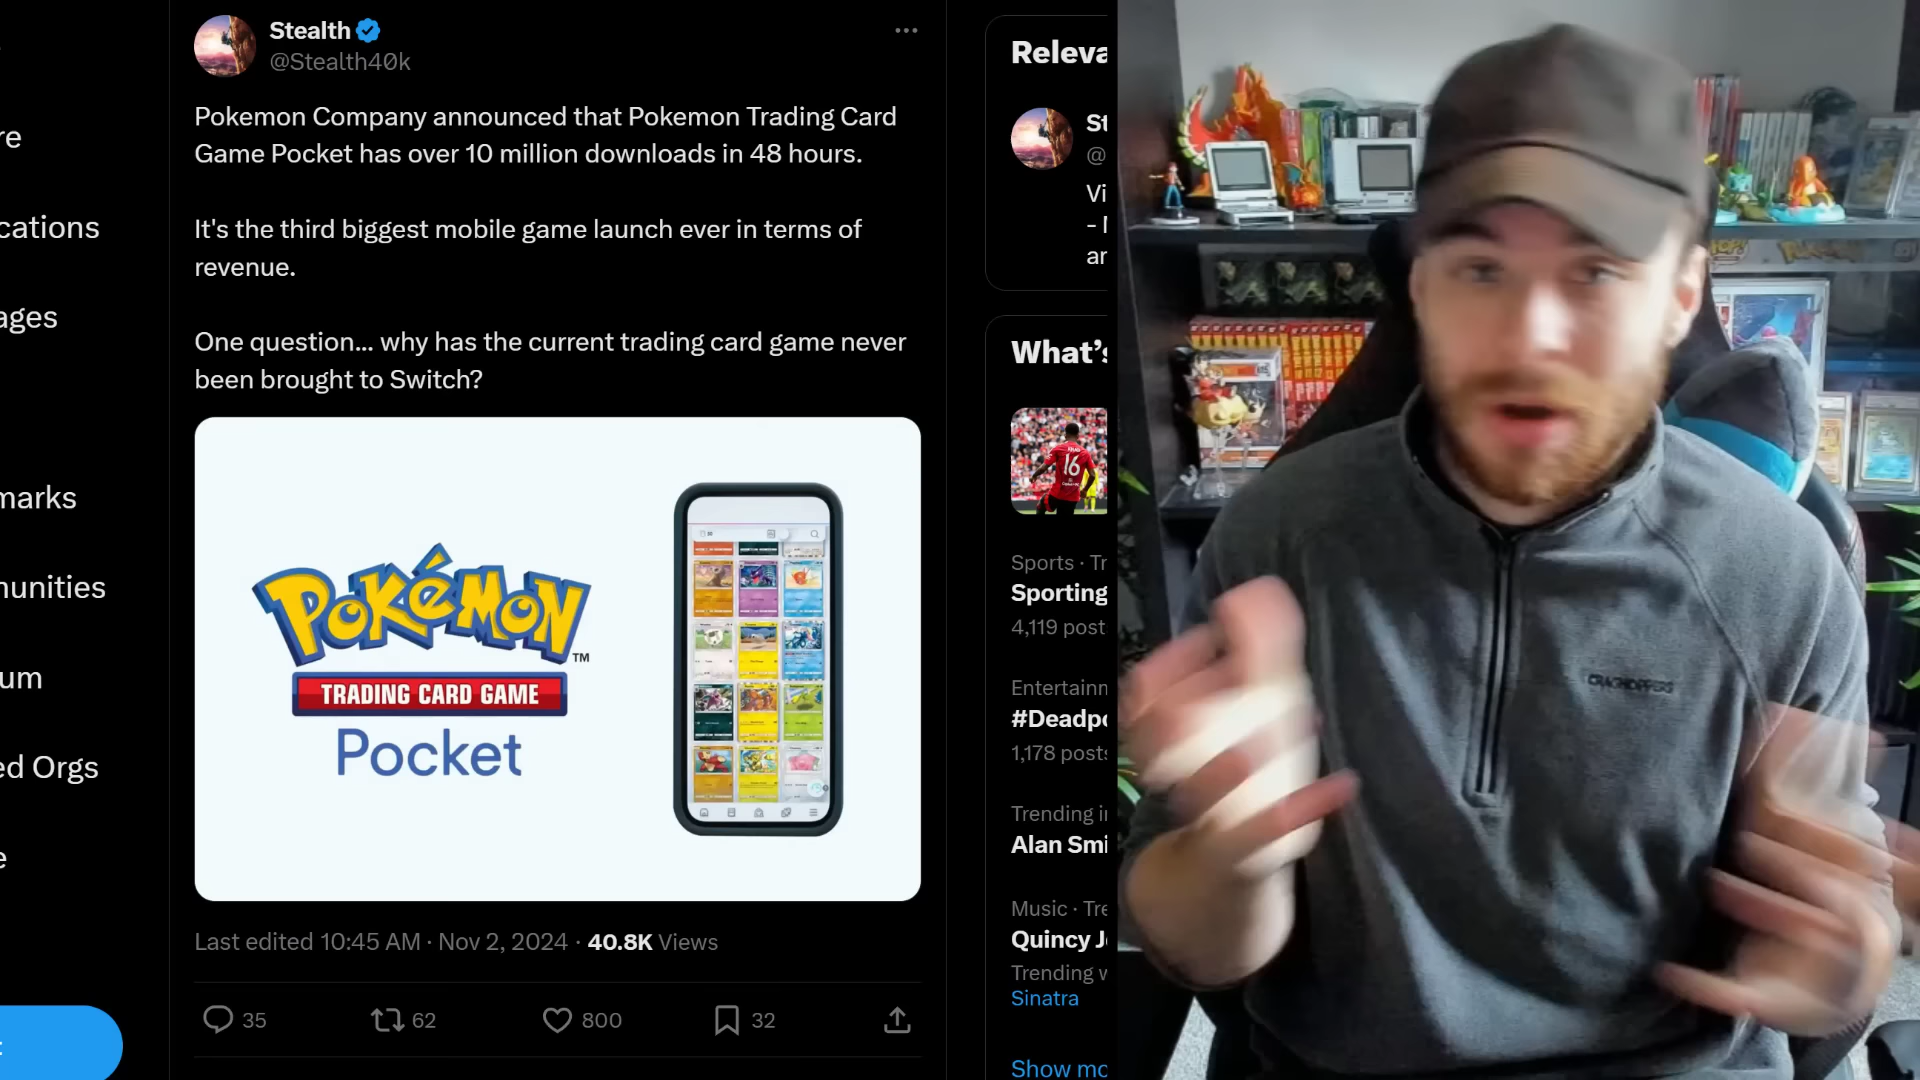 re
cations
ages
marks
munities
um
ed Orgs
e
Stealth
@Stealth40k
Pokemon Company announced that Pokemon Trading Card
Game Pocket has over 10 million downloads in 48 hours.
It's the third biggest mobile game launch ever in terms of
revenue.
One question... why has the current trading card game never
been brought to Switch?
POKéMON
TM
TRADING CARD GAME
Pocket
Last edited 10:45 AM · Nov 2, 2024 · 40.8K Views
35
62
800
32
Releva
St
@
Vi
- 
ar
What's
16
Sports · Tr
Sporting
4,119 posts
Entertainm
#Deadpo
1,178 posts
Trending in
Alan Smi
Music · Tre
Quincy J
Trending w
Sinatra
Show mo
CRAGHOPPERS